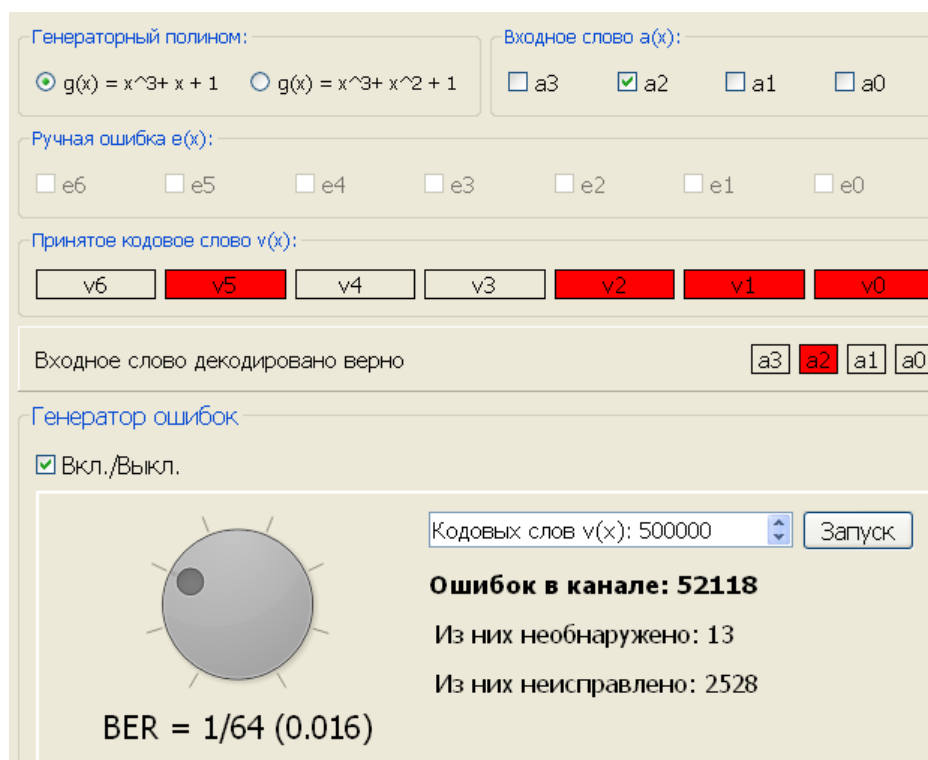 Генераторный полином: Входное слово a(x):
g(x) = x^3+ x + 1 g(x) = x^3+ x^2 + 1 a3 a2 a1 a0
Ручная ошибка e(x):
e6 e5 e4 e3 e2 e1 e0
Принятое кодовое слово v(x):
v6 v5 v4 v3 v2 v1 v0
Входное слово декодировано верно a3 a2 a1 a0
Генератор ошибок
Вкл./Выкл.
Кодовых слов v(x): 500000 Запуск
Ошибок в канале: 52118
Из них необнаружено: 13
Из них неисправлено: 2528
BER = 1/64 (0.016)